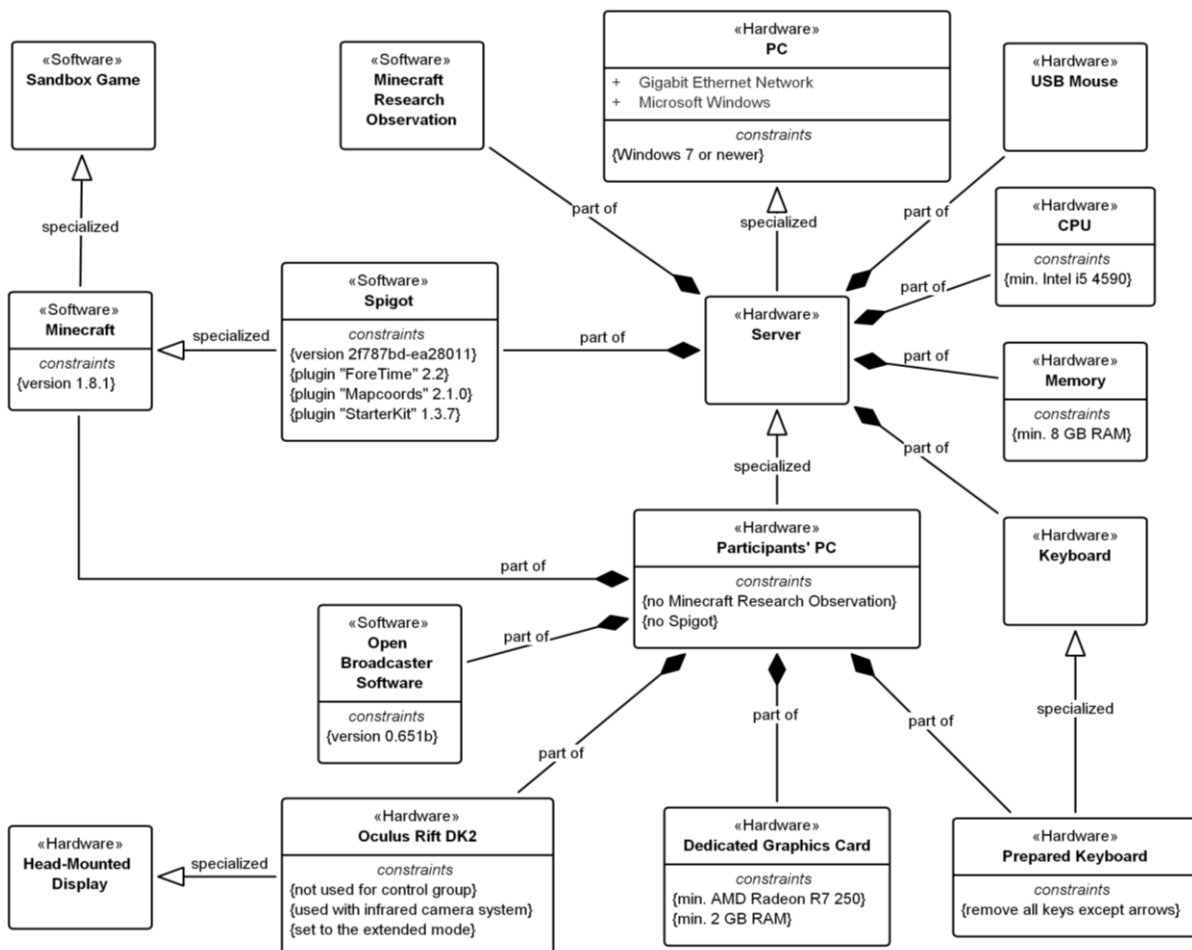 «Software»
Sandbox Game
«Software»
Minecraft
Research
Observation
«Hardware»
PC
+ Gigabit Ethernet Network
+ Microsoft Windows
constraints
{Windows 7 or newer}
«Hardware»
USB Mouse
specialized
part of
specialized
part of
«Hardware»
CPU
constraints
{min. Intel i5 4590}
part of
«Software»
Minecraft
constraints
{version 1.8.1}
specialized
«Software»
Spigot
constraints
{version 2f787bd-ea28011}
{plugin "ForeTime" 2.2}
{plugin "Mapcoords" 2.1.0}
{plugin "StarterKit" 1.3.7}
part of
«Hardware»
Server
part of
«Hardware»
Memory
constraints
{min. 8 GB RAM}
part of
specialized
«Hardware»
Participants' PC
constraints
{no Minecraft Research Observation}
{no Spigot}
«Hardware»
Keyboard
part of
«Software»
Open
Broadcaster
Software
constraints
{version 0.651b}
part of
part of
part of
part of
specialized
«Hardware»
Head-Mounted
Display
specialized
«Hardware»
Oculus Rift DK2
constraints
{not used for control group}
{used with infrared camera system}
{set to the extended mode}
«Hardware»
Dedicated Graphics Card
constraints
{min. AMD Radeon R7 250}
{min. 2 GB RAM}
«Hardware»
Prepared Keyboard
constraints
{remove all keys except arrows}